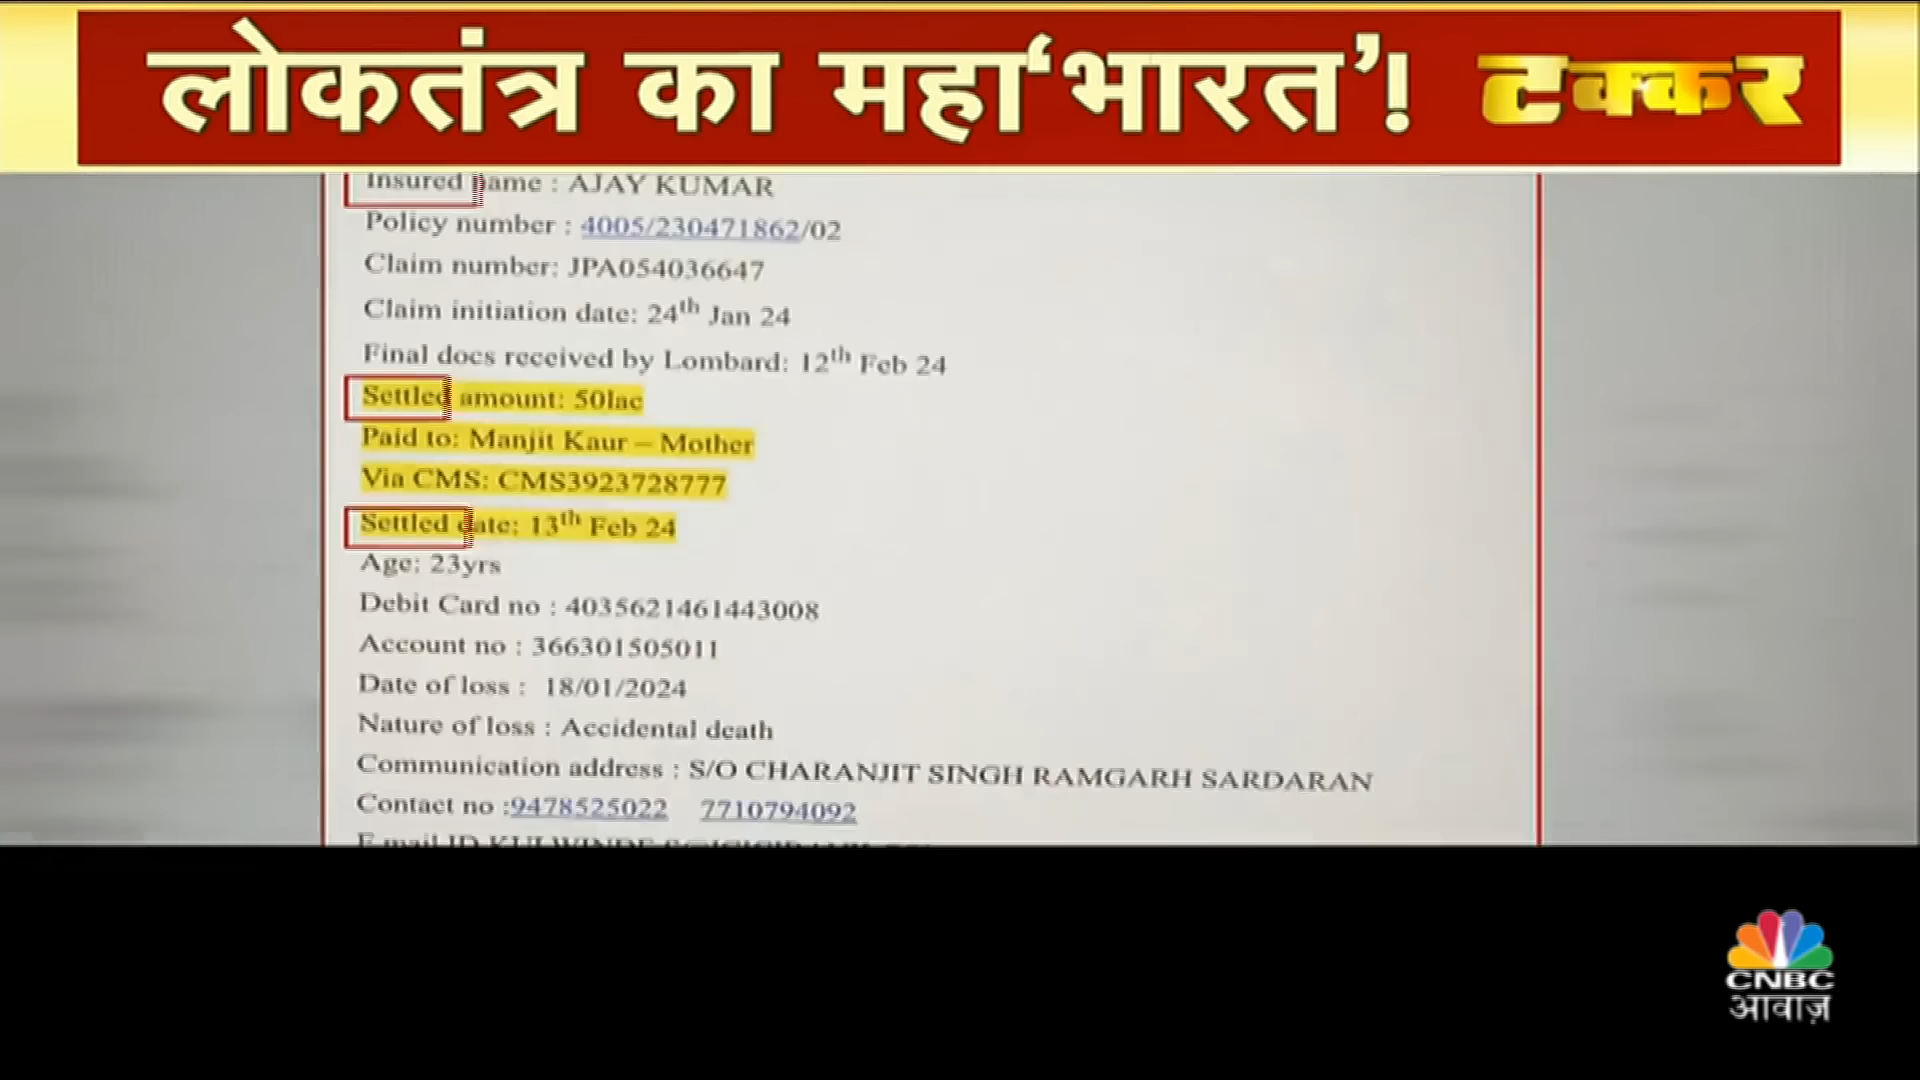 लोकतंत्र का महा‘भारत’! टक्कर
Insured name : AJAY KUMAR
Policy number : 4005/230471862/02
Claim number: JPA054036647
Claim initiation date: 24th Jan 24
Final docs received by Lombard: 12th Feb 24
Settled amount: 50lac
Paid to: Manjit Kaur – Mother
Via CMS: CMS3923728777
Settled date: 13th Feb 24
Age: 23yrs
Debit Card no : 4035621461443008
Account no : 366301505011
Date of loss : 18/01/2024
Nature of loss : Accidental death
Communication address : S/O CHARANJIT SINGH RAMGARH SARDARAN
Contact no :9478525022 7710794092
E mail ID
CNBC
आवाज़